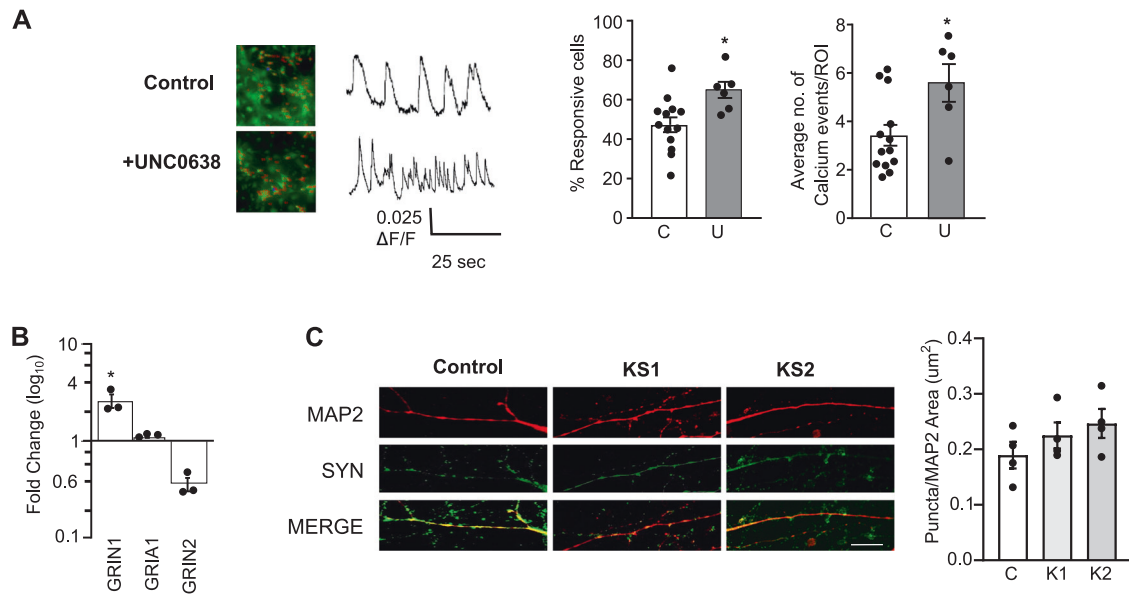 A
Control
+UNC0638
0.025
ΔF/F
25 sec
% Responsive cells
100
80
60
40
20
0
*
C U
Average no. of
Calcium events/ROI
8
6
4
2
0
*
C U
B
Fold Change (log10)
10
4
1
0.6
0.1
*
GRIN1
GRIA1
GRIN2
C
Control KS1 KS2
MAP2
SYN
MERGE
Puncta/MAP2 Area (um²)
0.4
0.3
0.2
0.1
0.0
C K1 K2